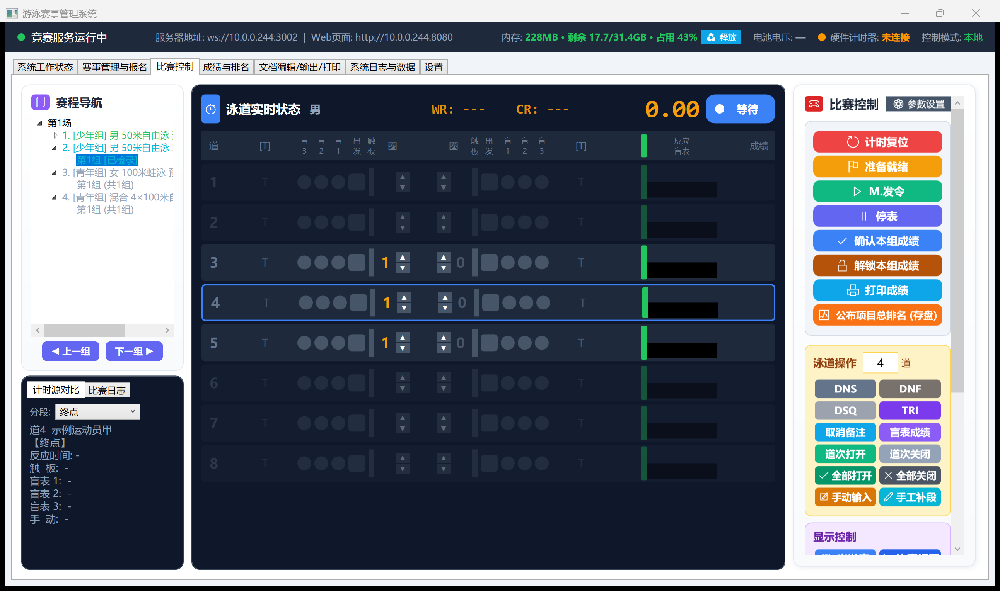 游泳赛事管理系统
竞赛服务运行中 服务器地址: ws://10.0.0.244:3002 | Web页面: http://10.0.0.244:8080 内存: 228MB • 剩余 17.7/31.4GB • 占用 43% 释放 电池电压: — 硬件计时器: 未连接 控制模式: 本地
系统工作状态 赛事管理与报名 比赛控制 成绩与排名 文档编辑/输出/打印 系统日志与数据 设置
赛程导航
第1场
1. [少年组] 男 50米自由泳
2. [少年组] 男 50米自由泳
第1组 [已检录]
3. [青年组] 女 100米蛙泳
第1组 (共1组)
4. [青年组] 混合 4×100米
第1组 (共1组)
◀ 上一组 下一组 ▶
计时源对比 比赛日志
分段: 终点
道4 示例运动员甲
【终点】
反应时间: -
触 板: -
盲表 1: -
盲表 2: -
盲表 3: -
手 动: -
泳道实时状态 男 WR: --- CR: --- 0.00 等待
道 [T] 盲3 盲2 盲1 出发 触板 圈 圈 触板 出发 盲1 盲2 盲3 [T] 反应盲表 成绩
1 T T
2 T T
3 T 1 0 T
4 T 1 0 T
5 T 1 0 T
6 T T
7 T T
8 T T
比赛控制 参数设置
计时复位
准备就绪
M.发令
停表
确认本组成绩
解锁本组成绩
打印成绩
公布项目总排名 (存盘)
泳道操作 4 道
DNS DNF
DSQ TRI
取消备注 盲表成绩
道次打开 道次关闭
全部打开 全部关闭
手动输入 手工补段
显示控制